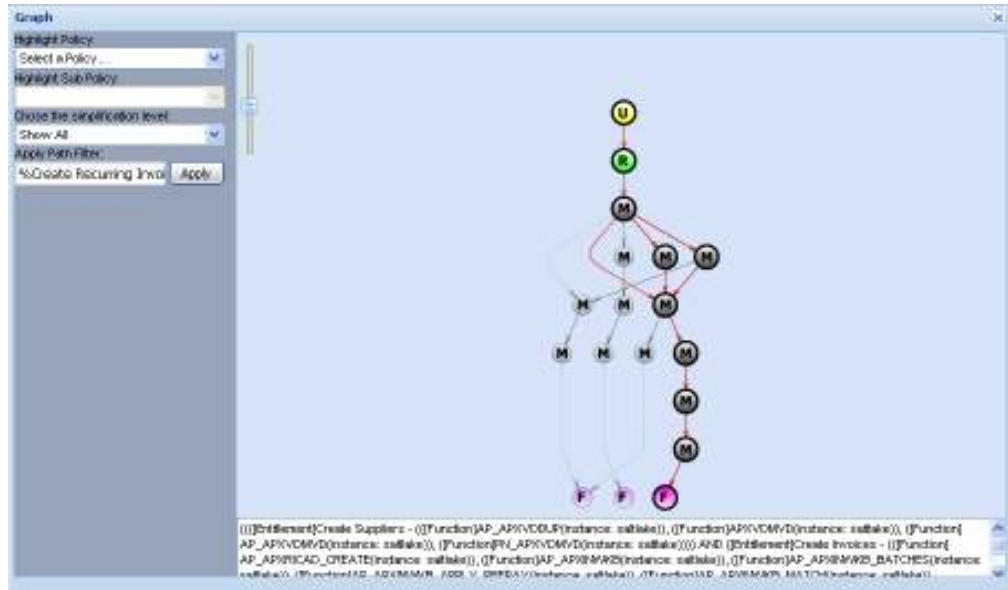 Graph
Highlight Policy:
Select a Policy...
Highlight Sub Policy
Chose the simplification level:
Show All
Apply Path Filter:
%Create Recurring Invoi Apply
U
R
M
M M M
M M M
M M M M
M
M
F F F
((([Entitlement]Create Suppliers - (([Function]AP_APXVDDUP(instance: saltlake)), ([Function]APXVDMVD(instance: saltlake)), ([Function]
AP_APXVDMVD(instance: saltlake)), ([Function]PN_APXVDMVD(instance: saltlake)))) AND ([Entitlement]Create Invoices - (([Function]
AP_APXRICAD_CREATE(instance: saltlake)), ([Function]AP_APXINWKB(instance: saltlake)), ([Function]AP_APXINWKB_BATCHES(instance: